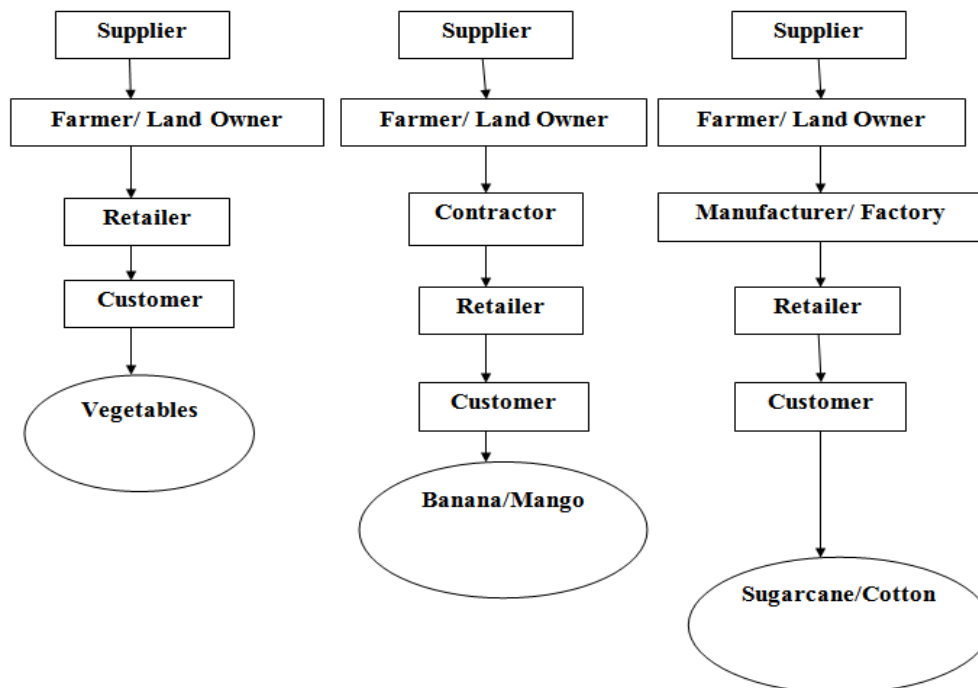 Supplier
Farmer/ Land Owner
Retailer
Customer
Vegetables
Supplier
Farmer/ Land Owner
Contractor
Retailer
Customer
Banana/Mango
Supplier
Farmer/ Land Owner
Manufacturer/ Factory
Retailer
Customer
Sugarcane/Cotton